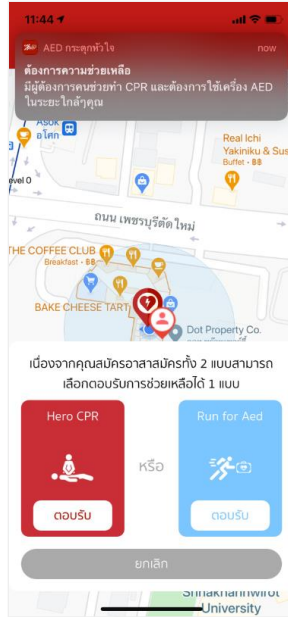 11:44
AED กระตุกหัวใจ
now
ต้องการความช่วยเหลือ
มีผู้ต้องการคนช่วยทำ CPR และต้องการใช้เครื่อง AED
ในระยะใกล้ๆคุณ
Asok
อโศก
Real Ichi
Yakiniku & Sus
Buffet - ฿฿
evel 0
ถนน เพชรบุรีตัดใหม่
THE COFFEE CLUB
Breakfast - ฿฿
BAKE CHEESE TART
Dot Property Co.
เนื่องจากคุณสมัครอาสาสมัครทั้ง 2 แบบสามารถ
เลือกตอบรับการช่วยเหลือได้ 1 แบบ
Hero CPR
หรือ
Run for Aed
ตอบรับ
ตอบรับ
ยกเลิก
University